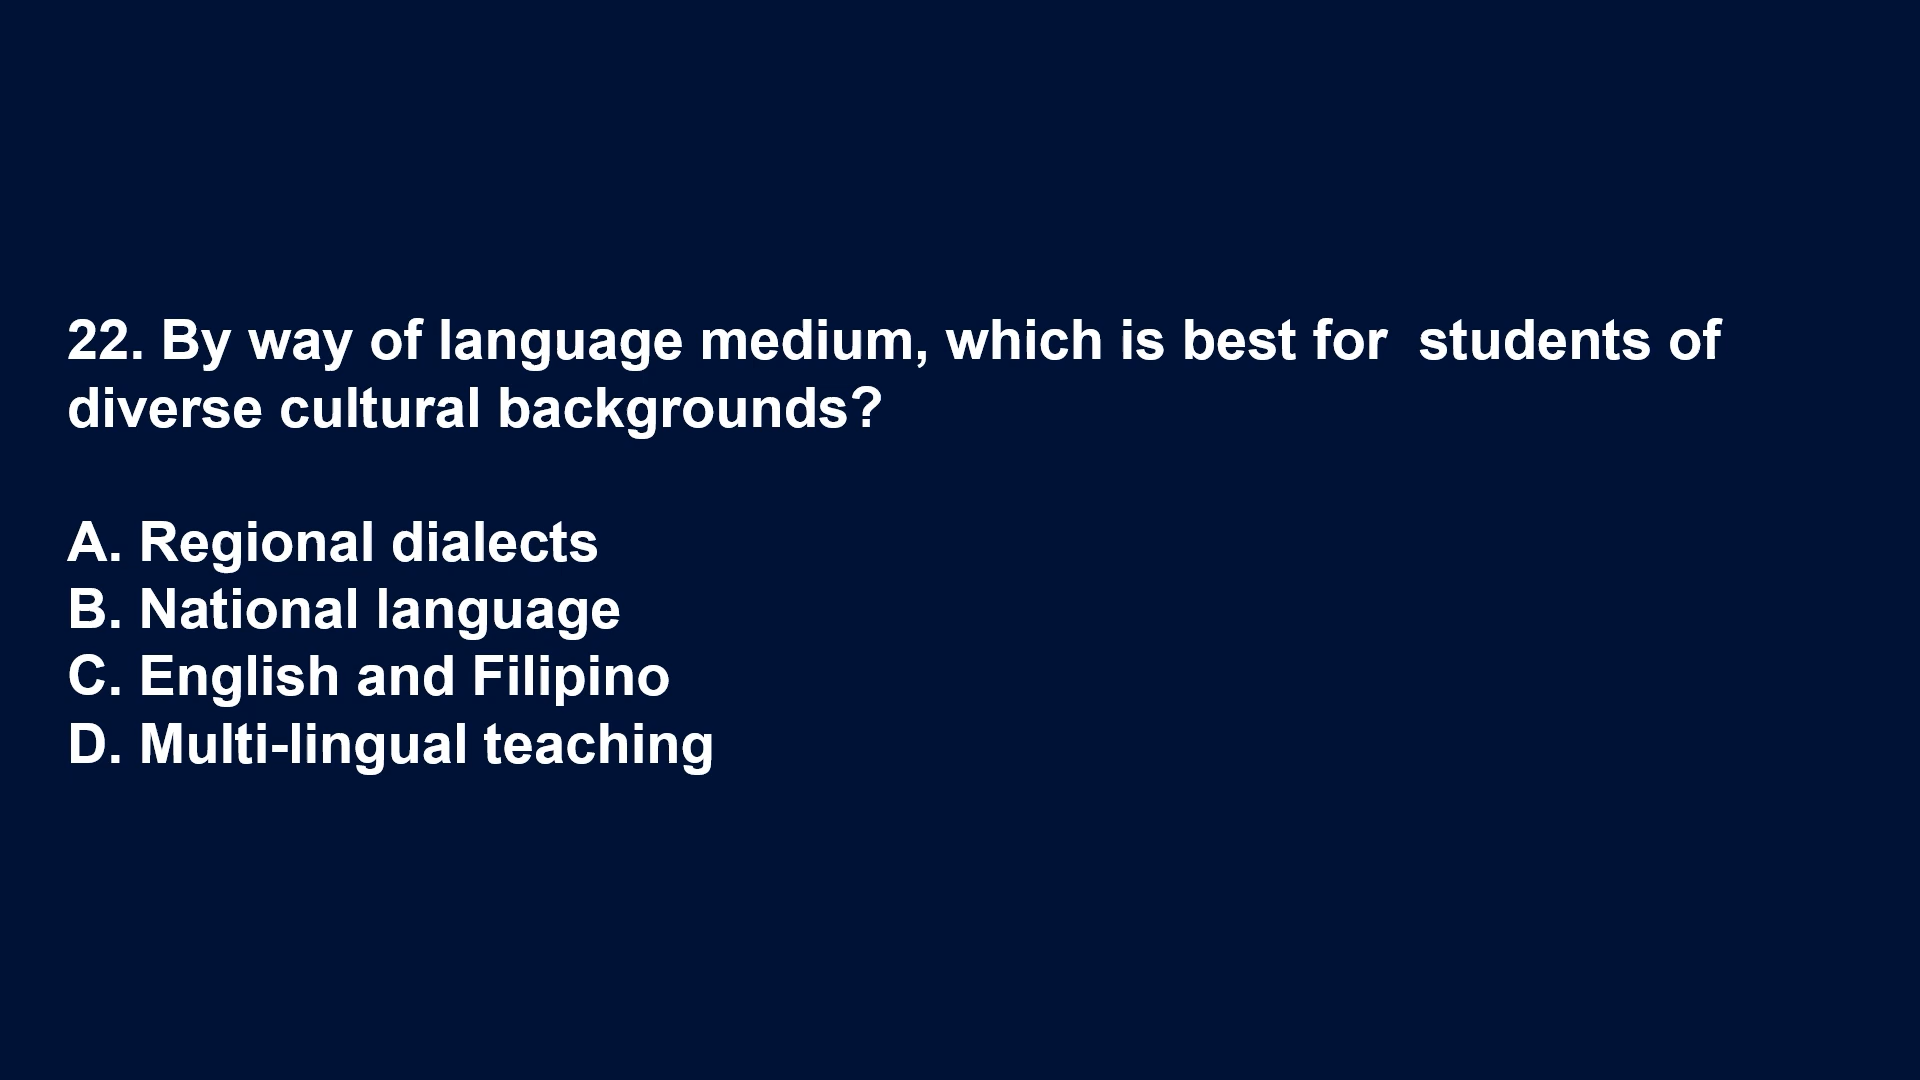 22. By way of language medium, which is best for  students of
diverse cultural backgrounds?
A. Regional dialects
B. National language
C. English and Filipino
D. Multi-lingual teaching